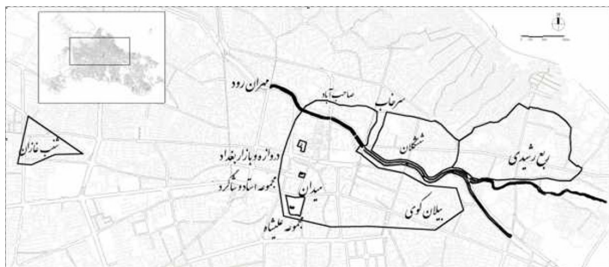 مهران رود
صاحب‌آباد
سرخاب
ششگلان
ربع رشیدی
شنب غازان
دروازه و بازار بغداد
مجموعه استاد و شاگرد
میدان
بیلان کوی
مجموعه علیشاه